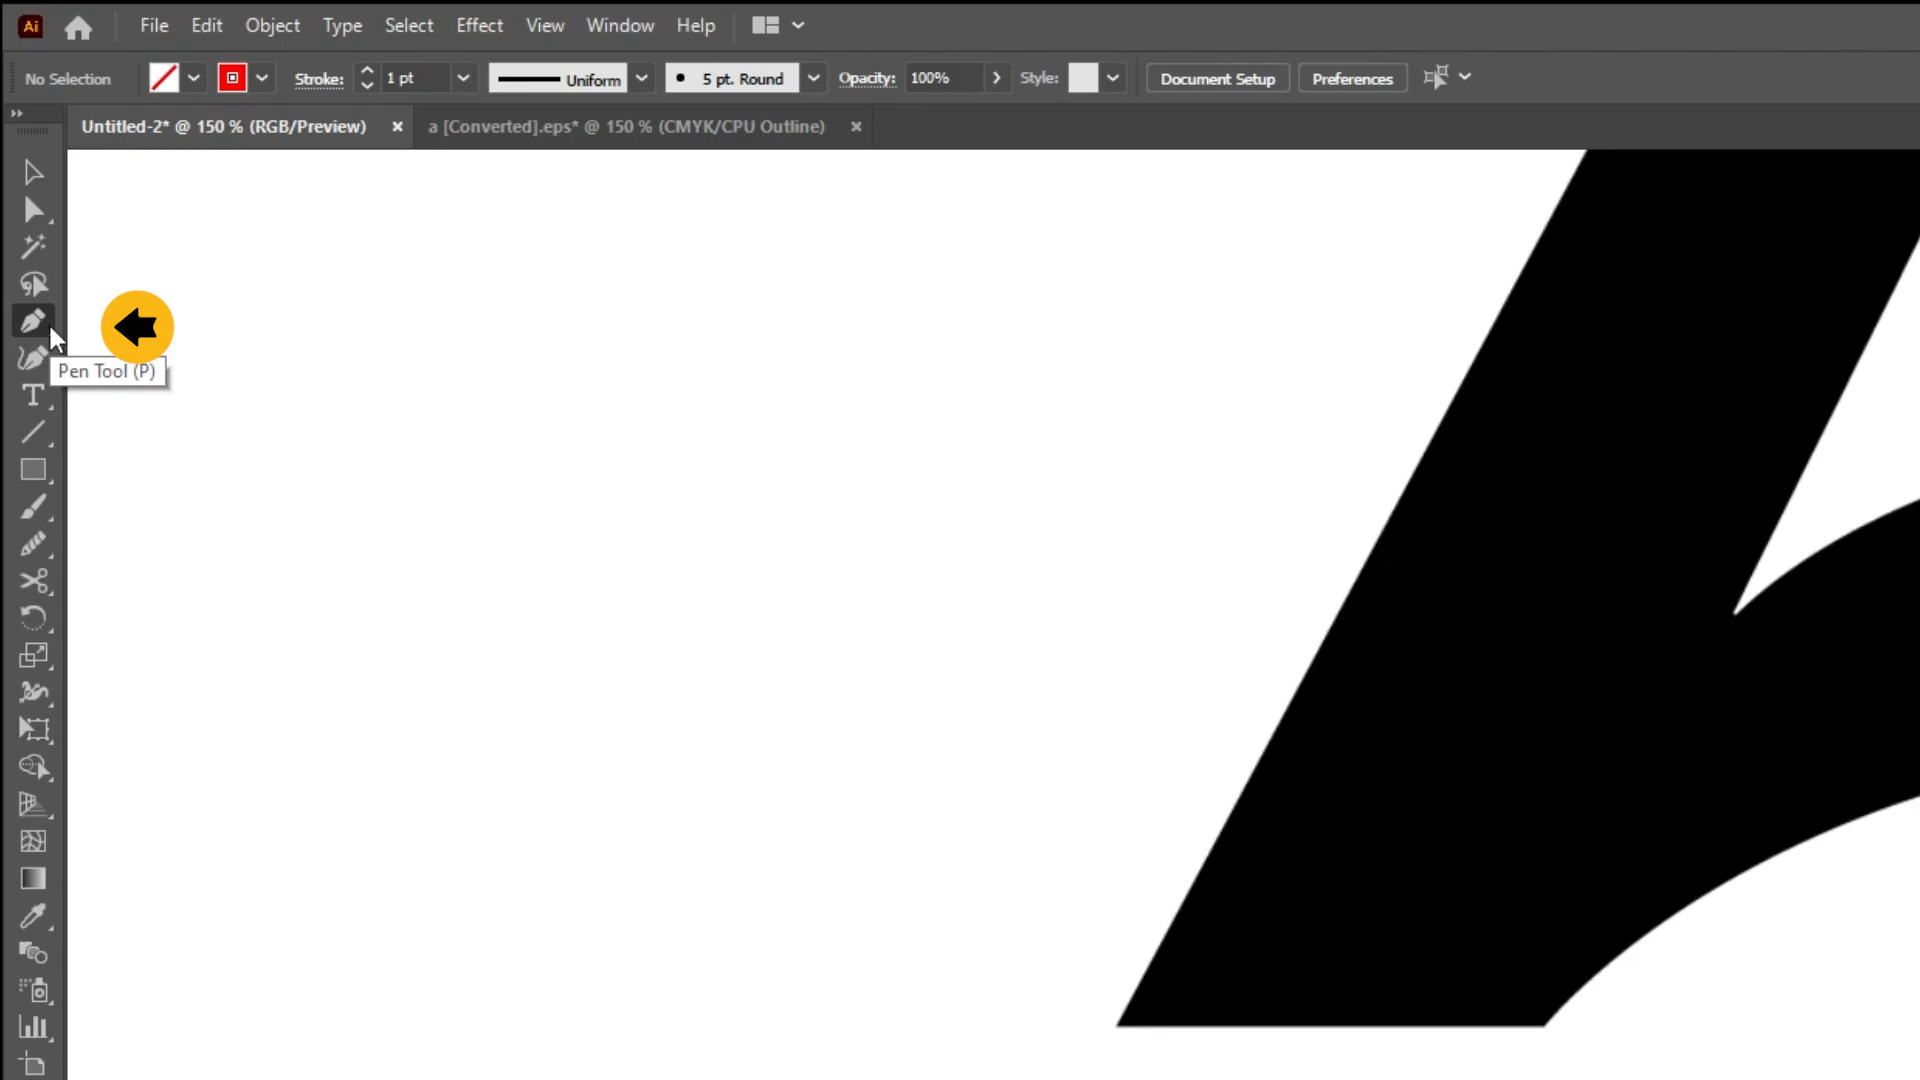 Ai File Edit Object Type Select Effect View Window Help
No Selection Stroke: 1 pt Uniform 5 pt. Round Opacity: 100% Style: Document Setup Preferences
Untitled-2* @ 150 % (RGB/Preview) × a [Converted].eps* @ 150 % (CMYK/CPU Outline) ×
Pen Tool (P)